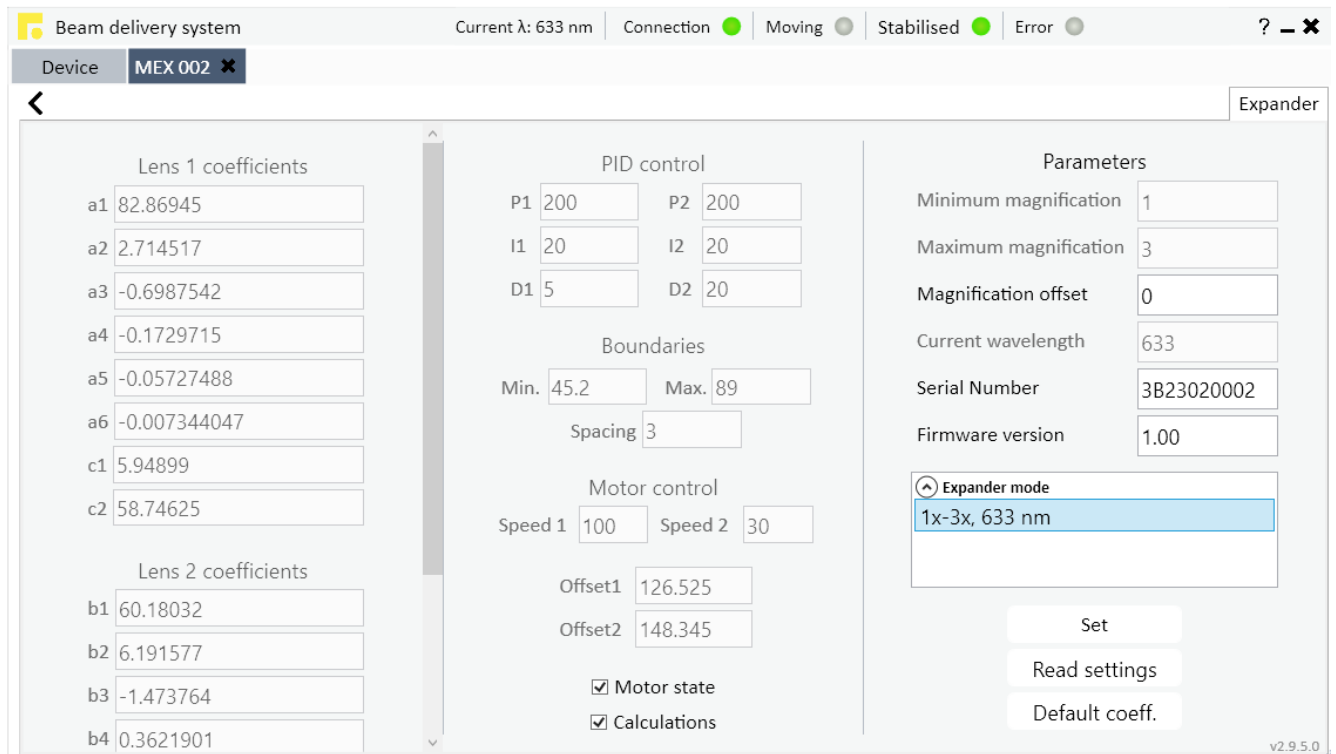 Beam delivery system
Current λ: 633 nm
Connection
Moving
Stabilised
Error
?
Device
MEX 002
Expander
Lens 1 coefficients
a1 82.86945
a2 2.714517
a3 -0.6987542
a4 -0.1729715
a5 -0.05727488
a6 -0.007344047
c1 5.94899
c2 58.74625
Lens 2 coefficients
b1 60.18032
b2 6.191577
b3 -1.473764
b4 0.3621901
PID control
P1 200 P2 200
I1 20 I2 20
D1 5 D2 20
Boundaries
Min. 45.2 Max. 89
Spacing 3
Motor control
Speed 1 100 Speed 2 30
Offset1 126.525
Offset2 148.345
Motor state
Calculations
Parameters
Minimum magnification 1
Maximum magnification 3
Magnification offset 0
Current wavelength 633
Serial Number 3B23020002
Firmware version 1.00
Expander mode
1x-3x, 633 nm
Set
Read settings
Default coeff.
v2.9.5.0